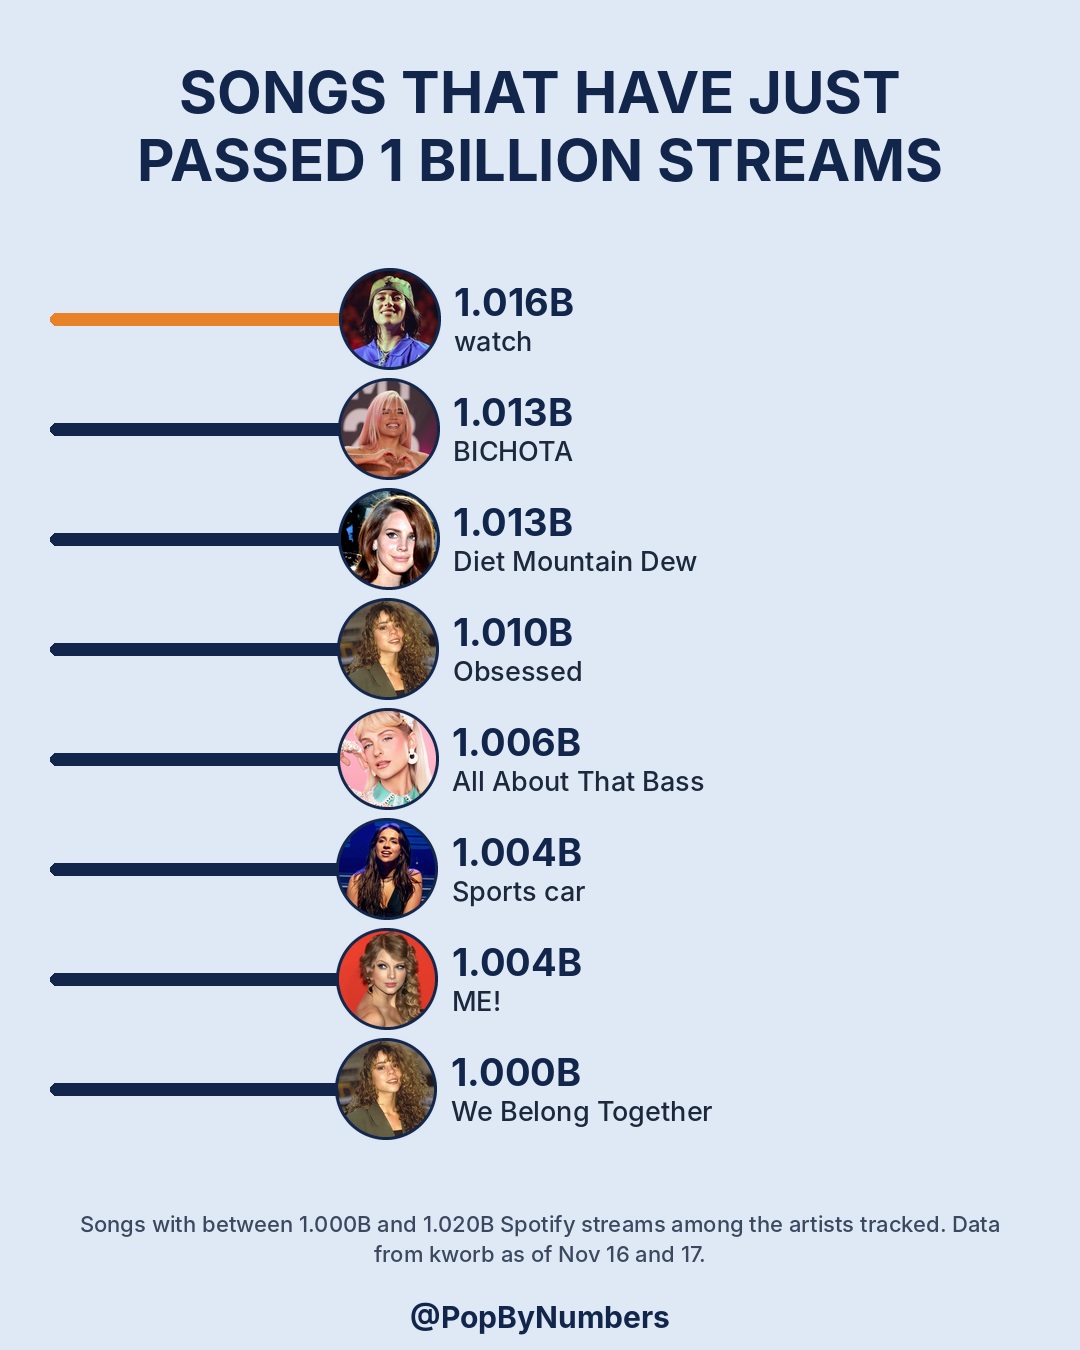 SONGS THAT HAVE JUST
PASSED 1 BILLION STREAMS
1.016B
watch
1.013B
BICHOTA
1.013B
Diet Mountain Dew
1.010B
Obsessed
1.006B
All About That Bass
1.004B
Sports car
1.004B
ME!
1.000B
We Belong Together
Songs with between 1.000B and 1.020B Spotify streams among the artists tracked. Data
from kworb as of Nov 16 and 17.
@PopByNumbers